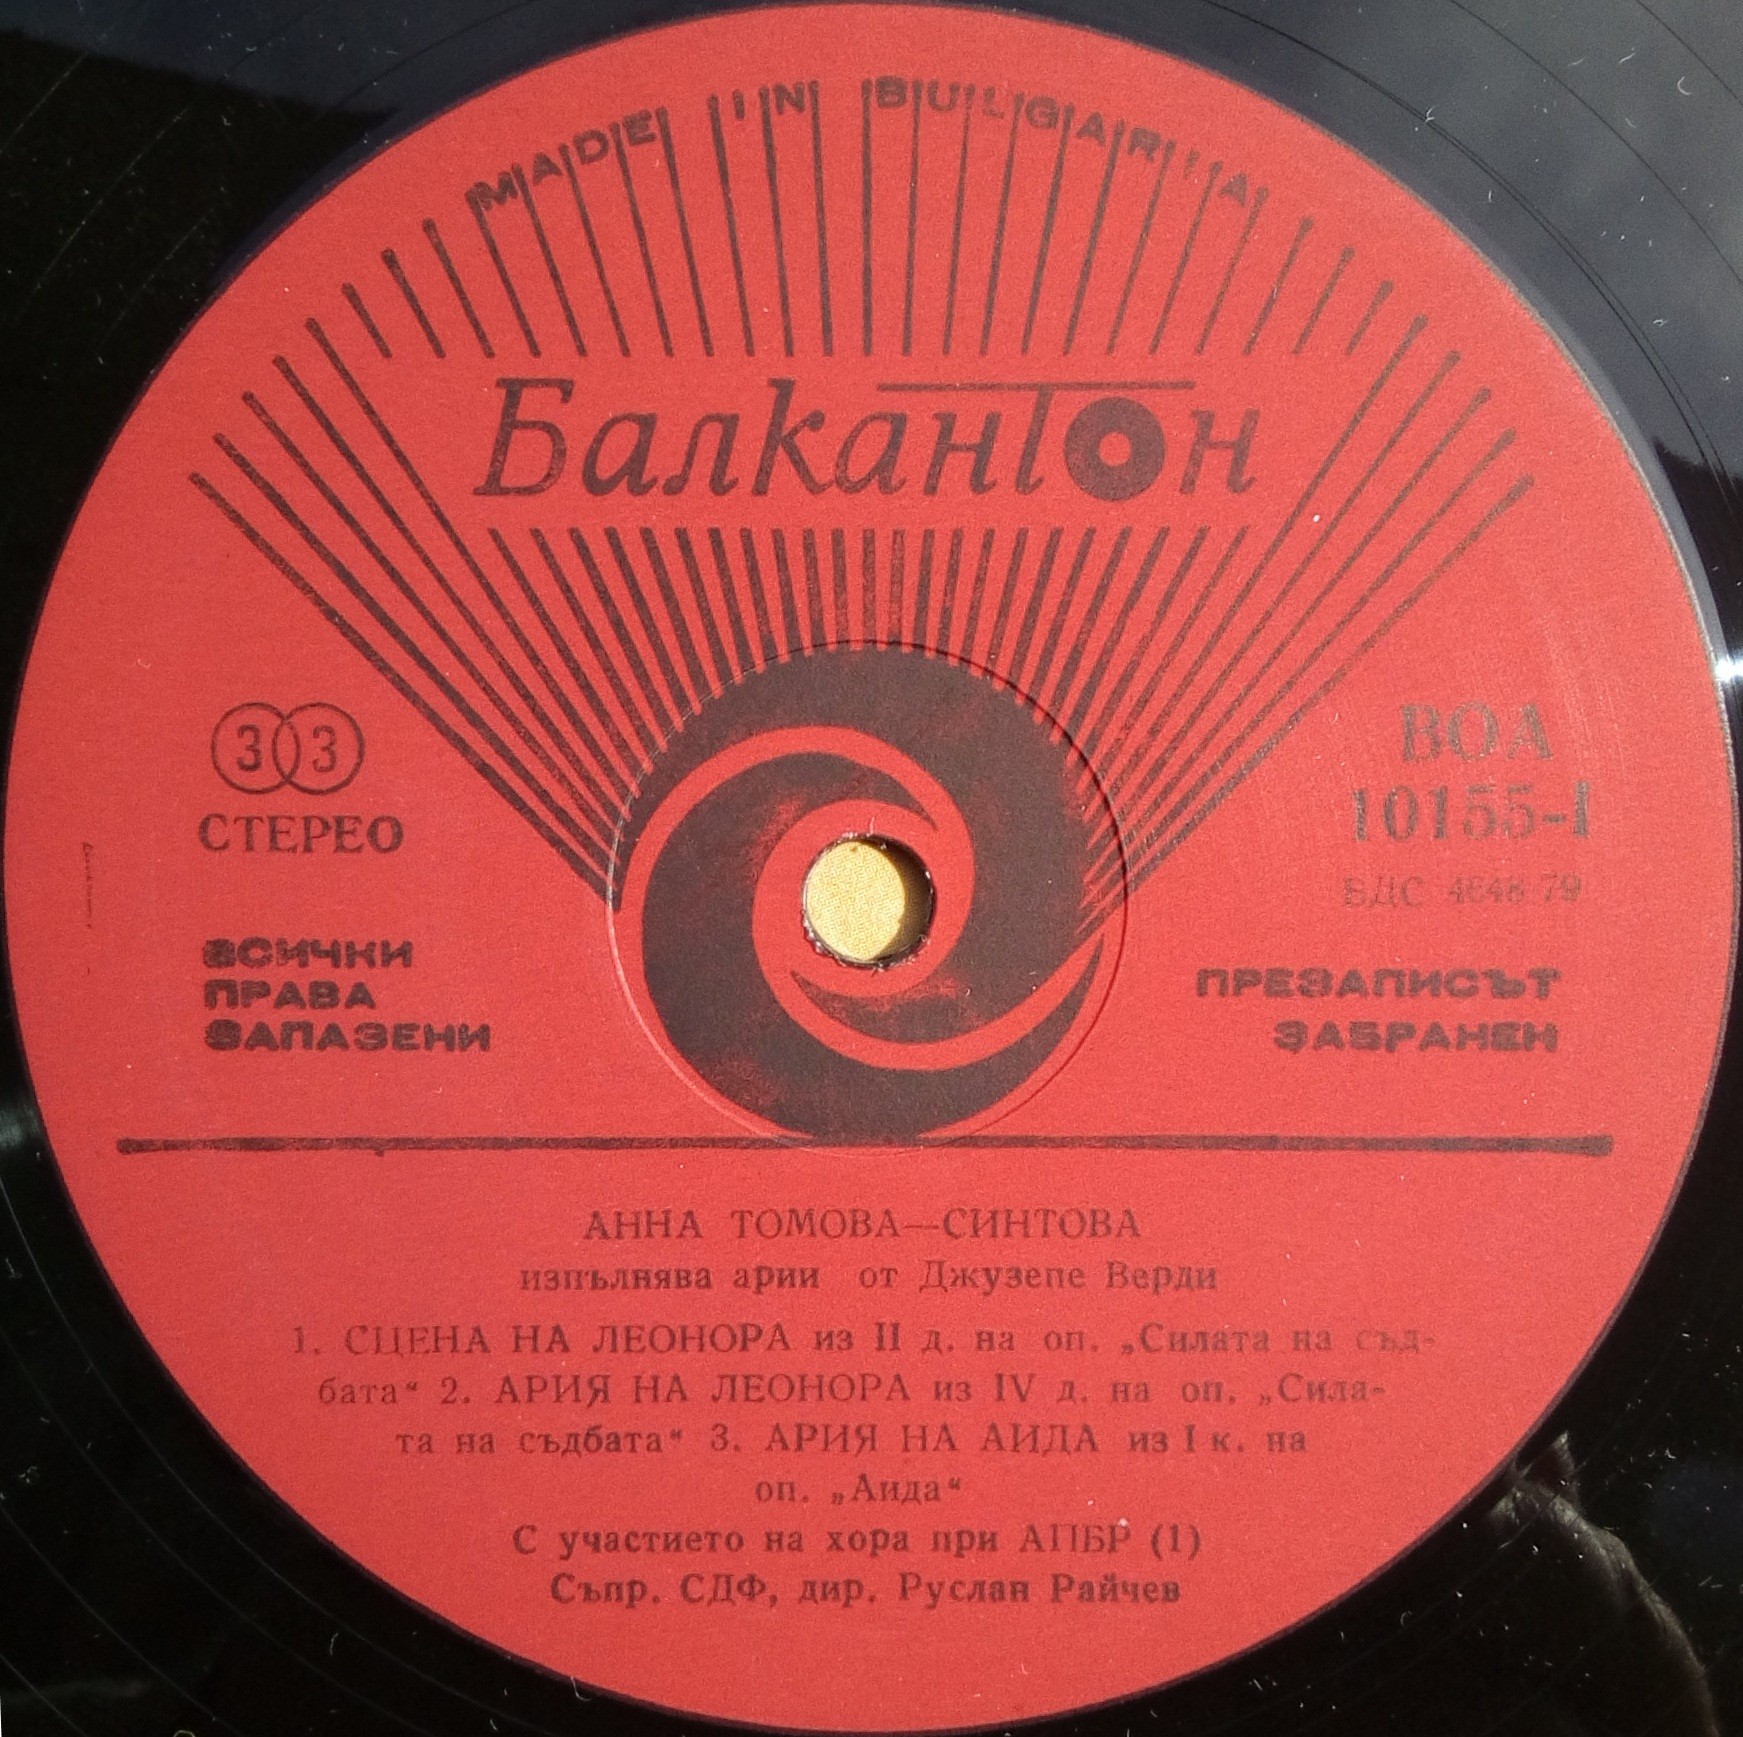 MADE IN BULGARIA
Балкантон
33
СТЕРЕО
ВОА
10155-I
БДС 4848 79
ВСИЧКИ
ПРАВА
ЗАПАЗЕНИ
ПРЕЗАПИСЪТ
ЗАБРАНЕН
АННА ТОМОВА—СИНТОВА
изпълнява арии от Джузепе Верди
1. СЦЕНА НА ЛЕОНОРА из II д. на оп. „Силата на съд-
бата“ 2. АРИЯ НА ЛЕОНОРА из IV д. на оп. „Сила-
та на съдбата“ 3. АРИЯ НА АИДА из I к. на
оп. „Аида“
С участието на хора при АПБР (1)
Съпр. СДФ, дир. Руслан Райчев